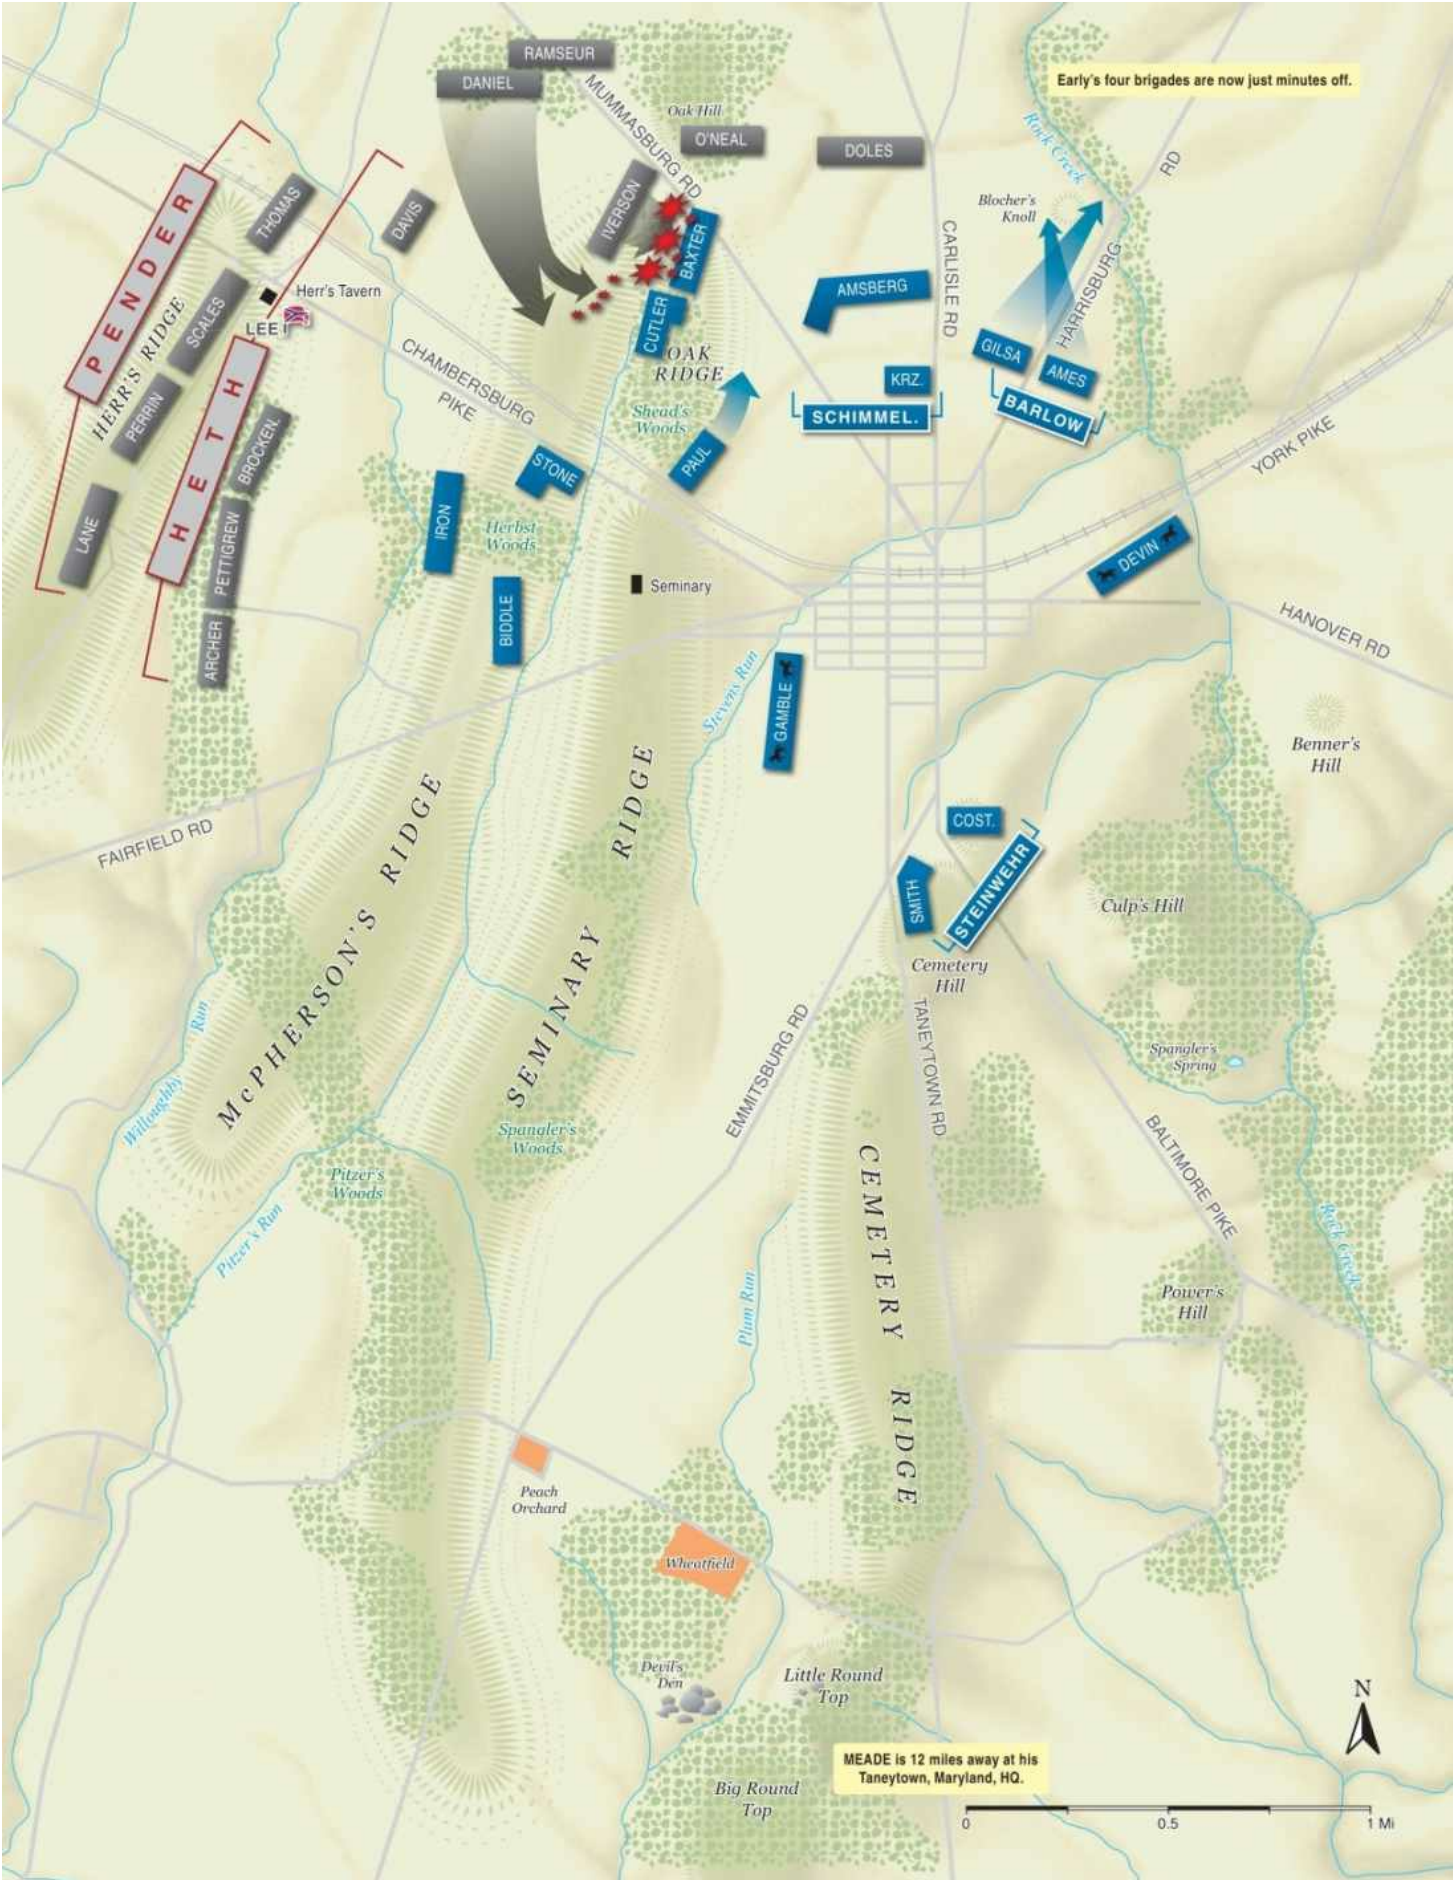 RAMSEUR
DANIEL
MUMMASBURG RD
Oak Hill
O'NEAL
DOLES
Early's four brigades are now just minutes off.
Rock Creek
RD
HARRISBURG
Blocher's
Knoll
PENDER
THOMAS
DAVIS
IVERSON
BAXTER
CUTLER
OAK
RIDGE
AMSBERG
CARLISLE RD
GILSA
AMES
BARLOW
KRZ.
SCHIMMEL.
Herr's Tavern
LEE
HERR'S RIDGE
SCALES
PERRIN
LANE
HETH
BROCKEN.
PETTIGREW
ARCHER
CHAMBERSBURG
PIKE
Shead's
Woods
PAUL
STONE
IRON
Herbst
Woods
BIDDLE
Seminary
YORK PIKE
DEVIN
HANOVER RD
Stevens Run
GAMBLE
Benner's
Hill
FAIRFIELD RD
McPHERSON'S RIDGE
SEMINARY RIDGE
COST.
SMITH
STEINWEHR
Cemetery
Hill
Culp's Hill
Spangler's
Spring
Willoughby Run
EMMITSBURG RD
TANEYTOWN RD
BALTIMORE PIKE
Spangler's
Woods
Pitzer's
Woods
Pitzer's Run
Plum Run
CEMETERY RIDGE
Rock Creek
Power's
Hill
Peach
Orchard
Wheatfield
Devil's
Den
Little Round
Top
Big Round
Top
MEADE is 12 miles away at his
Taneytown, Maryland, HQ.
N
0 0.5 1 Mi